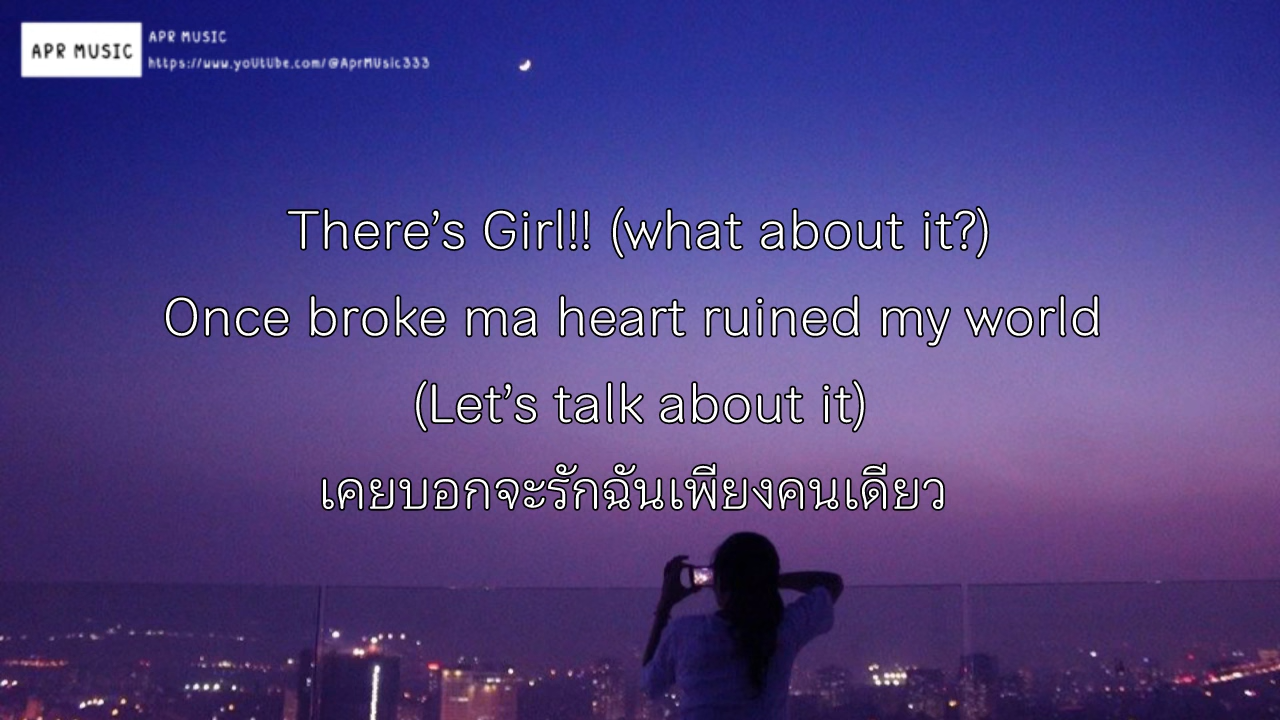 APR MUSIC
APR MUSIC
https://www.youtube.com/@AprMusic333
There's Girl!! (what about it?)
Once broke ma heart ruined my world
(Let's talk about it)
เคยบอกจะรักฉันเพียงคนเดียว